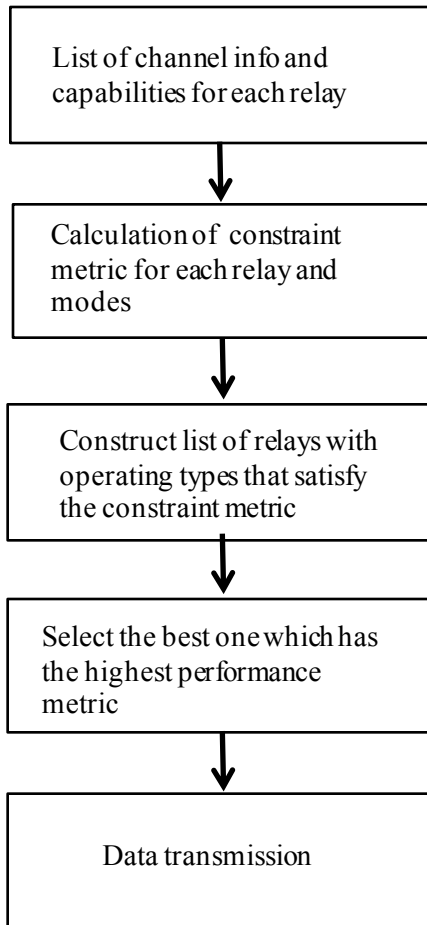 List of channel info and
capabilities for each relay
Calculation of constraint
metric for each relay and
modes
Construct list of relays with
operating types that satisfy
the constraint metric
Select the best one which has
the highest performance
metric
Data transmission